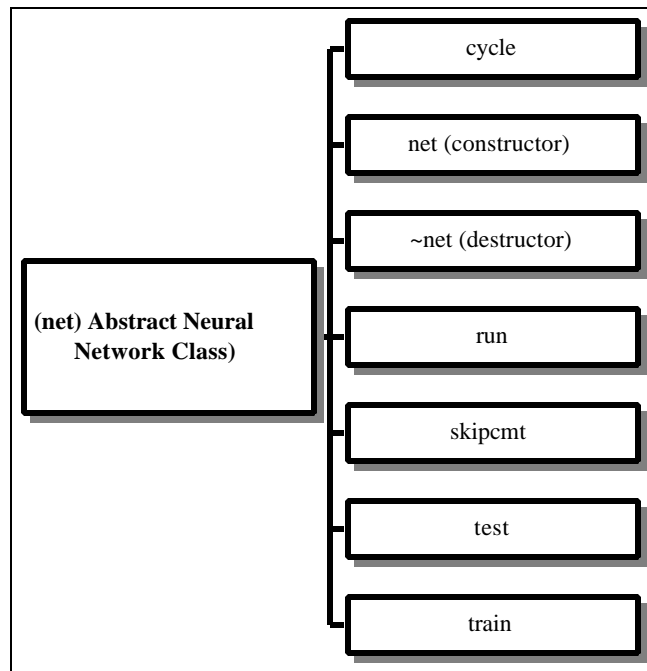 cycle
net (constructor)
~net (destructor)
(net) Abstract Neural
Network Class)
run
skipcmt
test
train